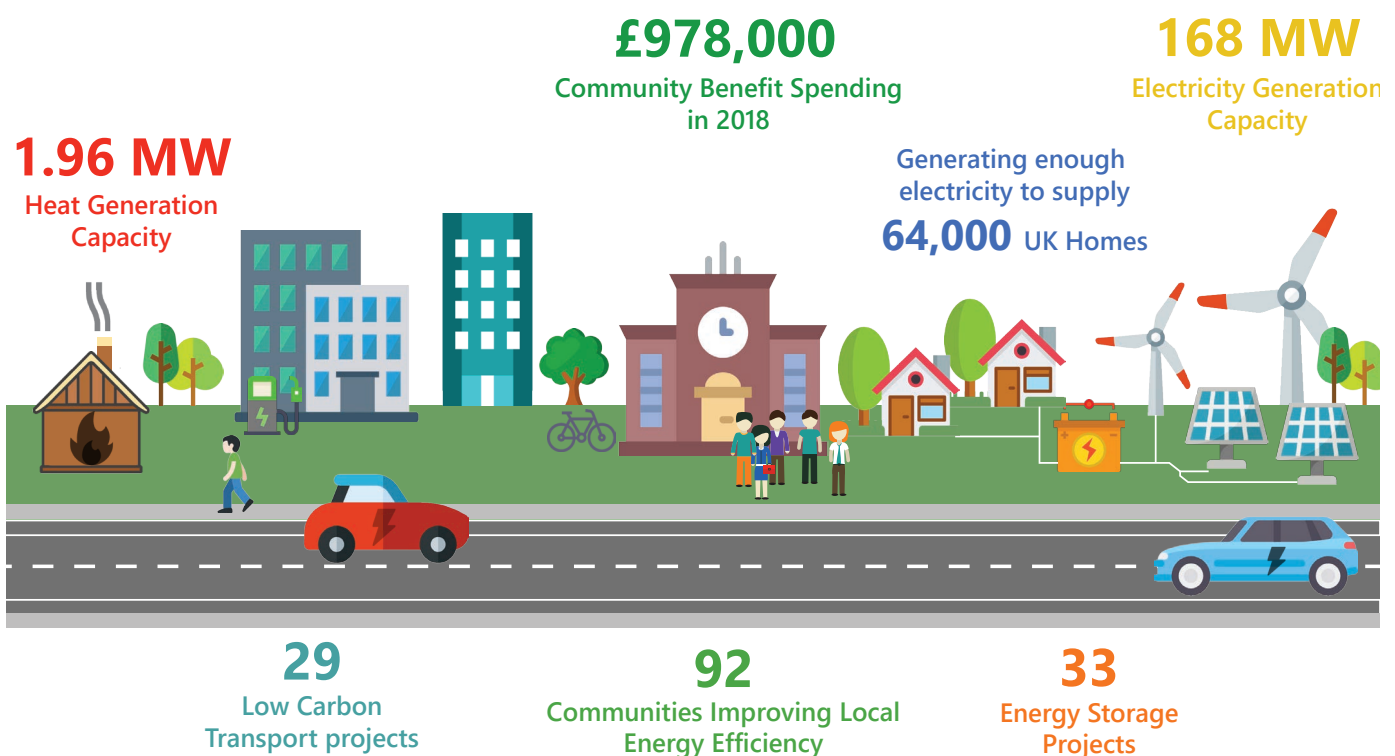 £978,000
Community Benefit Spending
in 2018
168 MW
Electricity Generation
Capacity
1.96 MW
Heat Generation
Capacity
Generating enough
electricity to supply
64,000 UK Homes
29
Low Carbon
Transport projects
92
Communities Improving Local
Energy Efficiency
33
Energy Storage
Projects